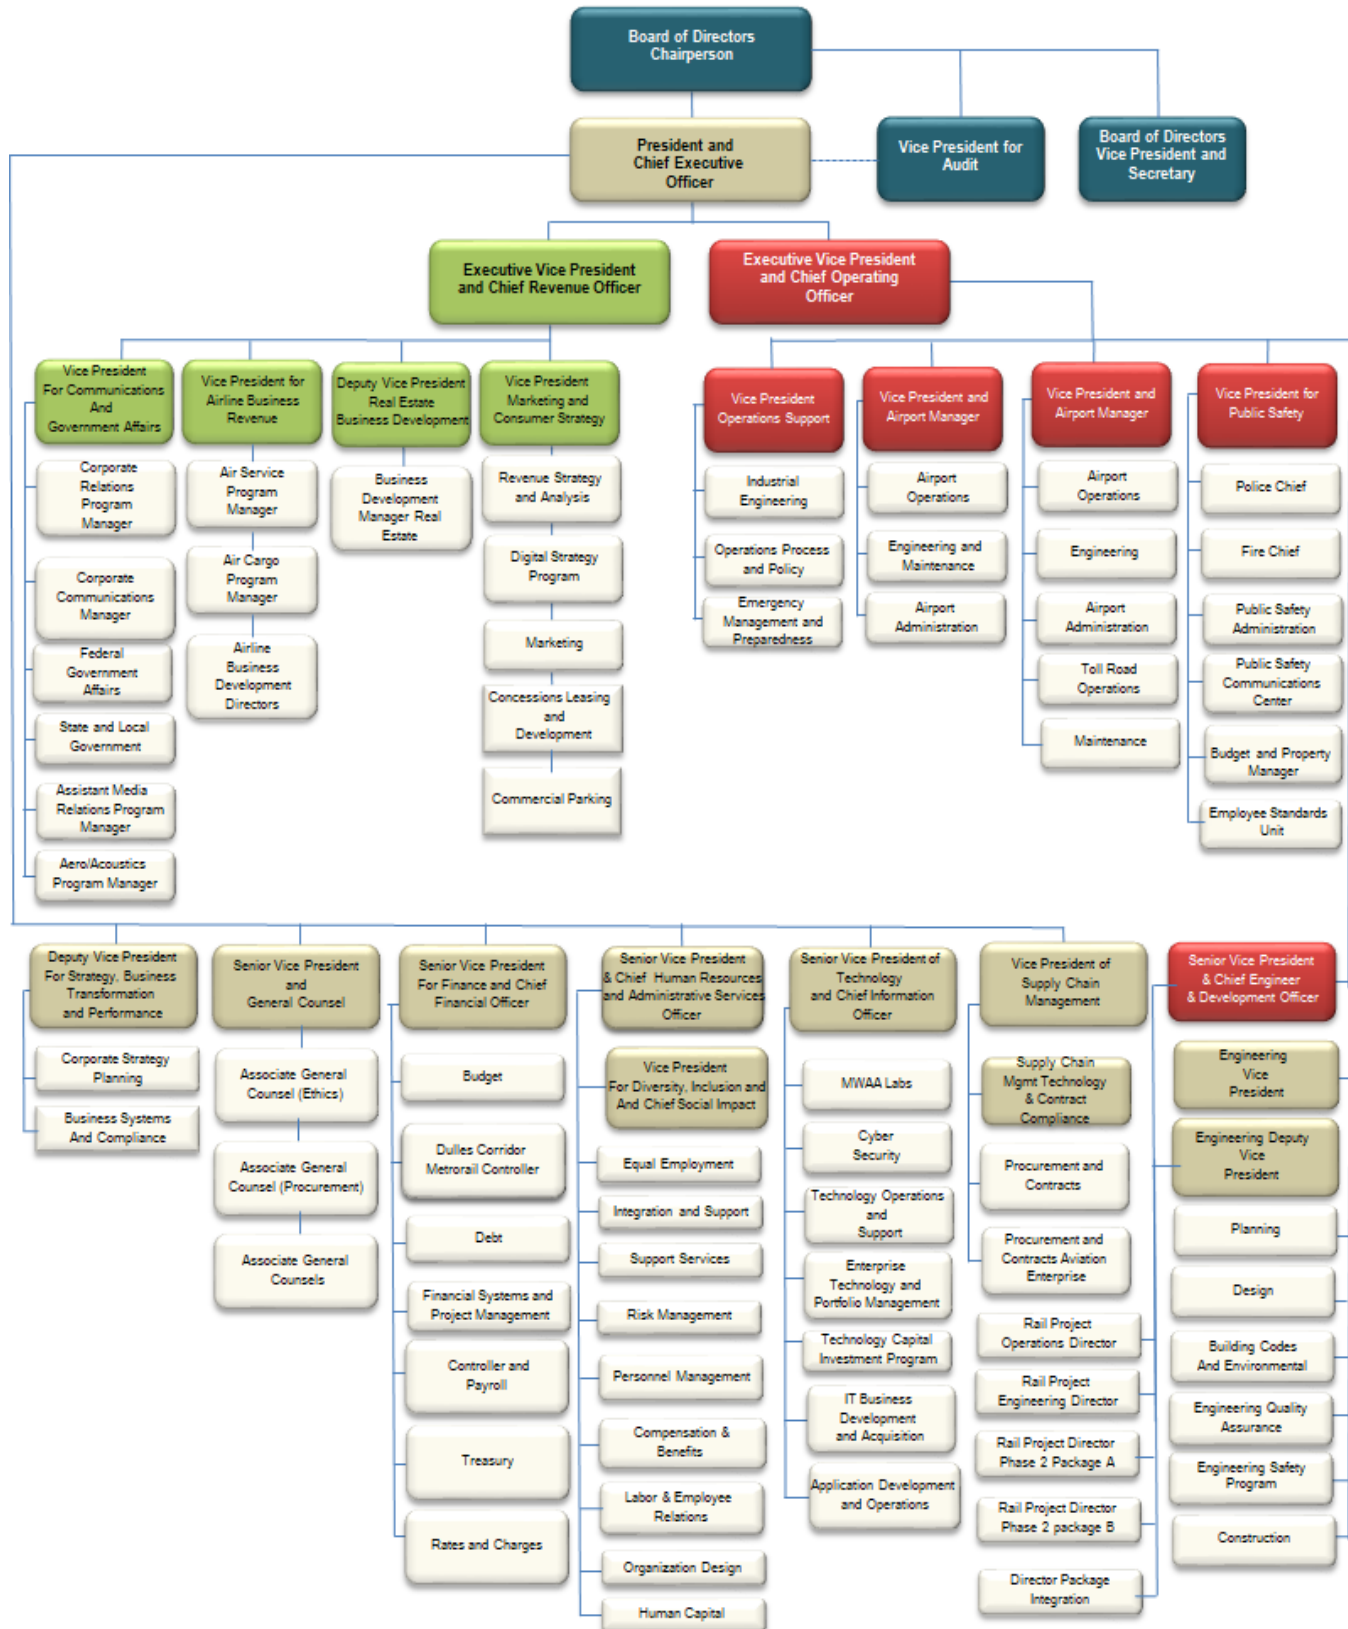 Board of Directors
Chairperson
President and
Chief Executive
Officer
Vice President for
Audit
Board of Directors
Vice President and
Secretary
Executive Vice President
and Chief Revenue Officer
Executive Vice President
and Chief Operating
Officer
Vice President
For Communications
And
Government Affairs
Vice President for
Airline Business
Revenue
Deputy Vice President
Real Estate
Business Development
Vice President
Marketing and
Consumer Strategy
Vice President
Operations Support
Vice President and
Airport Manager
Vice President and
Airport Manager
Vice President for
Public Safety
Corporate
Relations
Program
Manager
Corporate
Communications
Manager
Federal
Government
Affairs
State and Local
Government
Assistant Media
Relations Program
Manager
Aero/Acoustics
Program Manager
Air Service
Program
Manager
Air Cargo
Program
Manager
Airline
Business
Development
Directors
Business
Development
Manager Real
Estate
Revenue Strategy
and Analysis
Digital Strategy
Program
Marketing
Concessions Leasing
and
Development
Commercial Parking
Industrial
Engineering
Operations Process
and Policy
Emergency
Management and
Preparedness
Airport
Operations
Engineering and
Maintenance
Airport
Administration
Airport
Operations
Engineering
Airport
Administration
Toll Road
Operations
Maintenance
Police Chief
Fire Chief
Public Safety
Administration
Public Safety
Communications
Center
Budget and Property
Manager
Employee Standards
Unit
Deputy Vice President
For Strategy, Business
Transformation
and Performance
Corporate Strategy
Planning
Business Systems
And Compliance
Senior Vice President
and
General Counsel
Associate General
Counsel (Ethics)
Associate General
Counsel (Procurement)
Associate General
Counsels
Senior Vice President
For Finance and Chief
Financial Officer
Budget
Dulles Corridor
Metrorail Controller
Debt
Financial Systems and
Project Management
Controller and
Payroll
Treasury
Rates and Charges
Senior Vice President
& Chief Human Resources
and Administrative Services
Officer
Vice President
For Diversity, Inclusion and
And Chief Social Impact
Equal Employment
Integration and Support
Support Services
Risk Management
Personnel Management
Compensation &
Benefits
Labor & Employee
Relations
Organization Design
Human Capital
Senior Vice President of
Technology
and Chief Information
Officer
MWAA Labs
Cyber
Security
Technology Operations
and
Support
Enterprise
Technology and
Portfolio Management
Technology Capital
Investment Program
IT Business
Development
and Acquisition
Application Development
and Operations
Vice President of
Supply Chain
Management
Supply Chain
Mgmt Technology
& Contract
Compliance
Procurement and
Contracts
Procurement and
Contracts Aviation
Enterprise
Rail Project
Operations Director
Rail Project
Engineering Director
Rail Project Director
Phase 2 Package A
Rail Project Director
Phase 2 package B
Director Package
Integration
Senior Vice President
& Chief Engineer
& Development Officer
Engineering
Vice
President
Engineering Deputy
Vice
President
Planning
Design
Building Codes
And Environmental
Engineering Quality
Assurance
Engineering Safety
Program
Construction